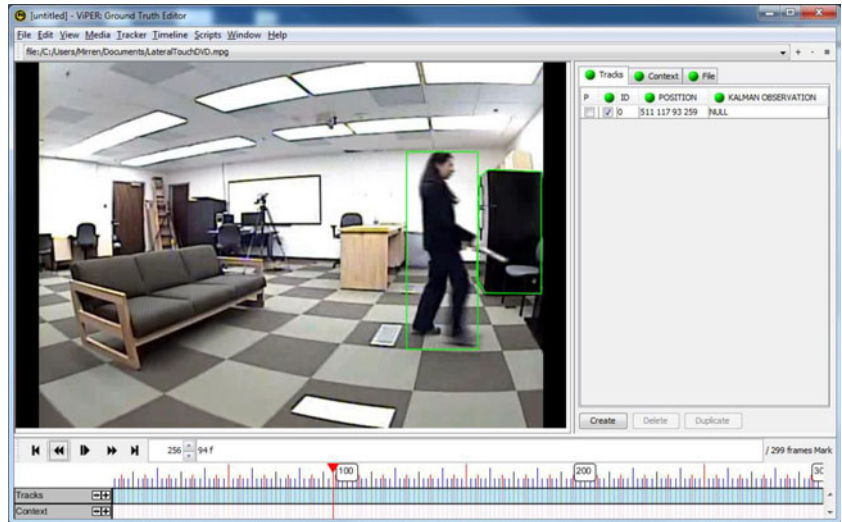 [untitled] - ViPER: Ground Truth Editor
File Edit View Media Tracker Timeline Scripts Window Help
file:/C:/Users/Mirren/Documents/LateralTouchDVD.mpg
Tracks Context File
P ID POSITION KALMAN OBSERVATION
0 511 117 93 259 NULL
Create Delete Duplicate
256 94 f / 299 frames Mark
100 200 30
Tracks
Context